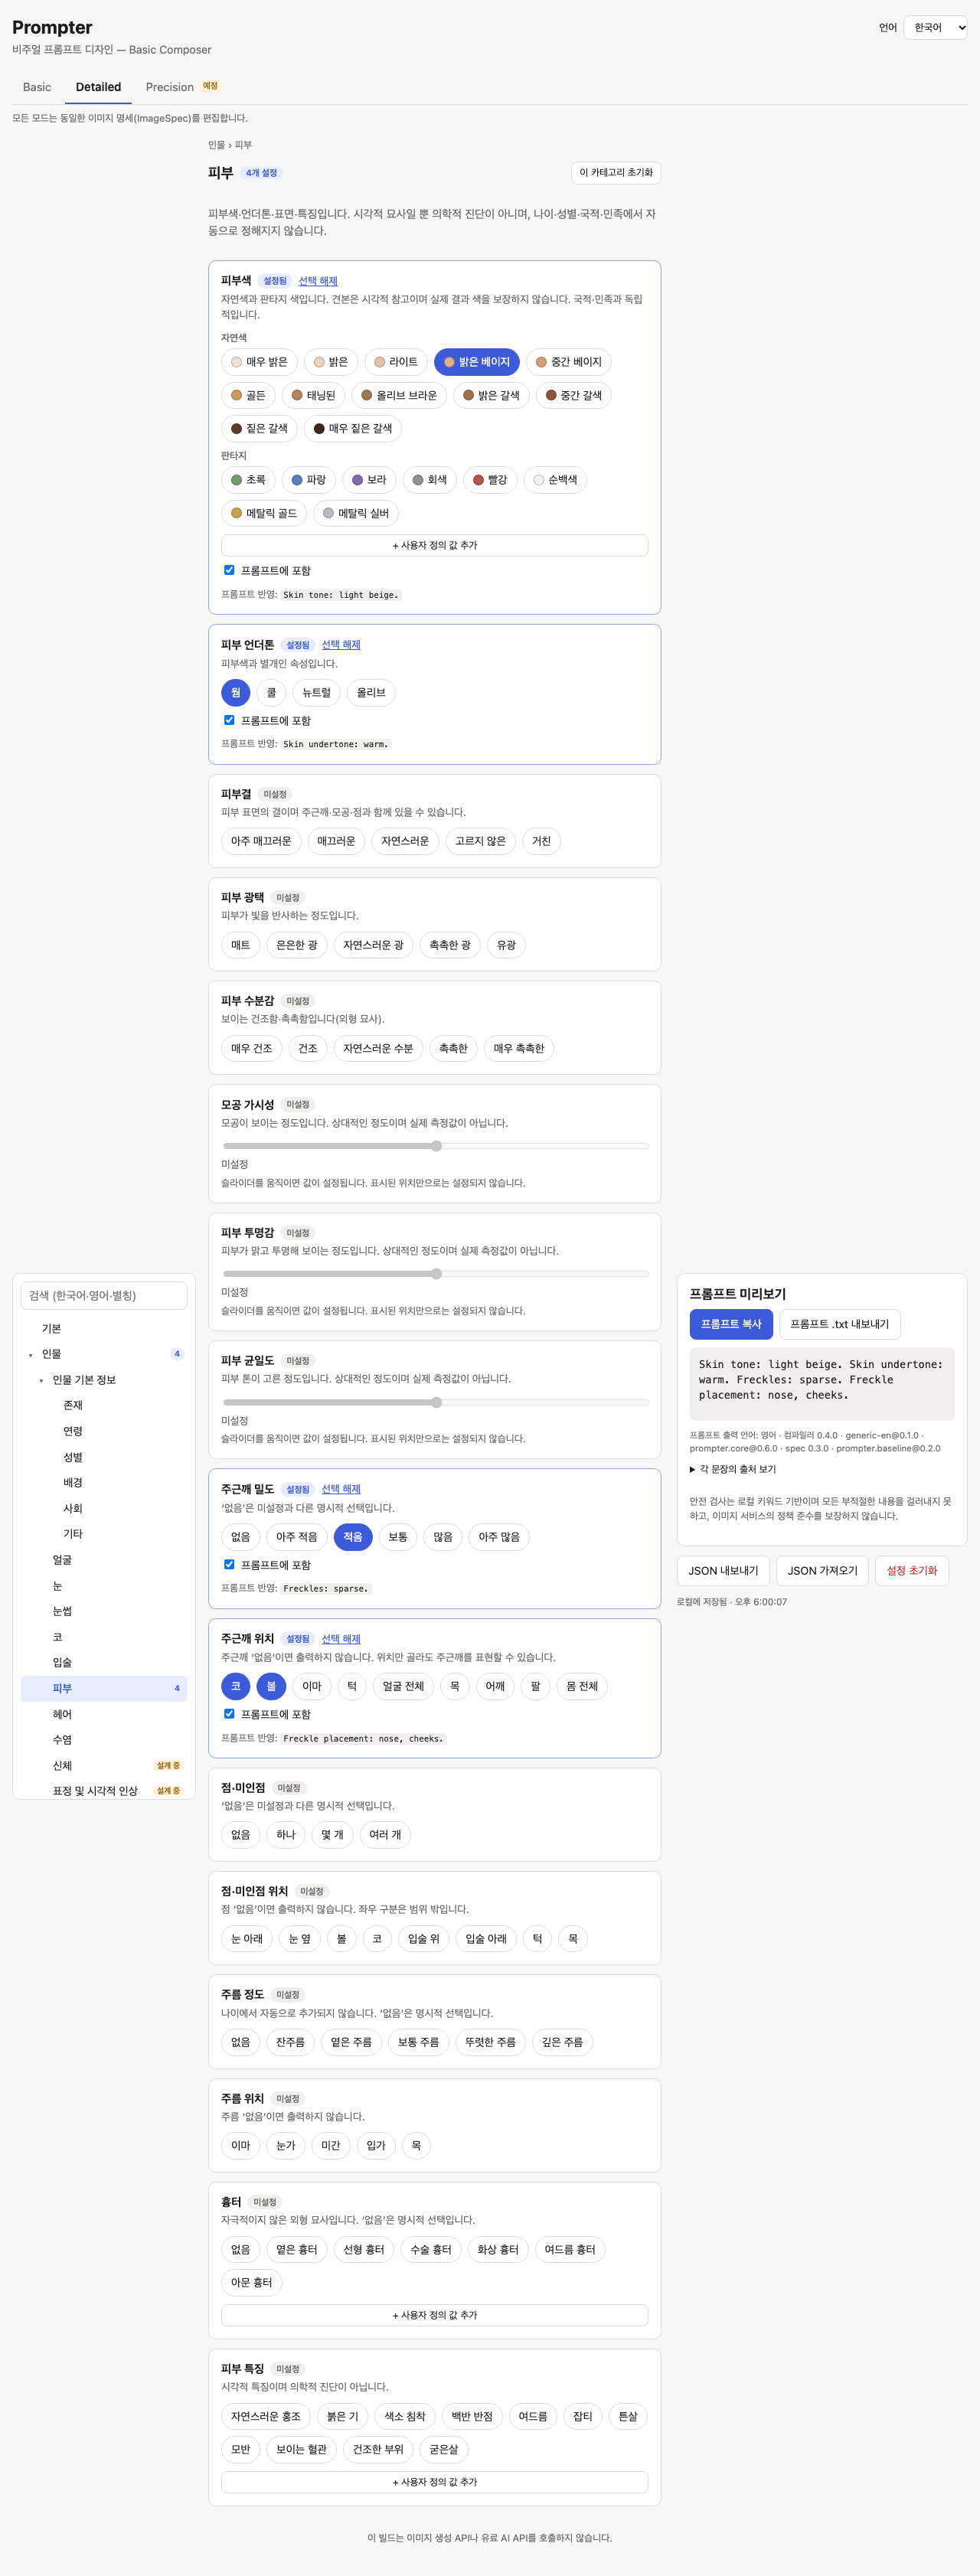 Prompter
비주얼 프롬프트 디자인 — Basic Composer
언어 한국어
Basic Detailed Precision 예정
모든 모드는 동일한 이미지 명세(ImageSpec)를 편집합니다.
인물 › 피부
피부 4개 설정 이 카테고리 초기화
피부색·언더톤·표면·특징입니다. 시각적 묘사일 뿐 의학적 진단이 아니며, 나이·성별·국적·민족에서 자
동으로 정해지지 않습니다.
피부색 설정됨 선택 해제
자연색과 판타지 색입니다. 견본은 시각적 참고이며 실제 결과 색을 보장하지 않습니다. 국적·민족과 독립
적입니다.
자연색
매우 밝은 밝은 라이트 밝은 베이지 중간 베이지
골든 태닝된 올리브 브라운 밝은 갈색 중간 갈색
짙은 갈색 매우 짙은 갈색
판타지
초록 파랑 보라 회색 빨강 순백색
메탈릭 골드 메탈릭 실버
+ 사용자 정의 값 추가
프롬프트에 포함
프롬프트 반영: Skin tone: light beige.
피부 언더톤 설정됨 선택 해제
피부색과 별개인 속성입니다.
웜 쿨 뉴트럴 올리브
프롬프트에 포함
프롬프트 반영: Skin undertone: warm.
피부결 미설정
피부 표면의 결이며 주근깨·모공·점과 함께 있을 수 있습니다.
아주 매끄러운 매끄러운 자연스러운 고르지 않은 거친
피부 광택 미설정
피부가 빛을 반사하는 정도입니다.
매트 은은한 광 자연스러운 광 촉촉한 광 유광
피부 수분감 미설정
보이는 건조함·촉촉함입니다(외형 묘사).
매우 건조 건조 자연스러운 수분 촉촉한 매우 촉촉한
모공 가시성 미설정
모공이 보이는 정도입니다. 상대적인 정도이며 실제 측정값이 아닙니다.
미설정
슬라이더를 움직이면 값이 설정됩니다. 표시된 위치만으로는 설정되지 않습니다.
피부 투명감 미설정
피부가 맑고 투명해 보이는 정도입니다. 상대적인 정도이며 실제 측정값이 아닙니다.
미설정
슬라이더를 움직이면 값이 설정됩니다. 표시된 위치만으로는 설정되지 않습니다.
피부 균일도 미설정
피부 톤이 고른 정도입니다. 상대적인 정도이며 실제 측정값이 아닙니다.
미설정
슬라이더를 움직이면 값이 설정됩니다. 표시된 위치만으로는 설정되지 않습니다.
주근깨 밀도 설정됨 선택 해제
‘없음’은 미설정과 다른 명시적 선택입니다.
없음 아주 적음 적음 보통 많음 아주 많음
프롬프트에 포함
프롬프트 반영: Freckles: sparse.
주근깨 위치 설정됨 선택 해제
주근깨 ‘없음’이면 출력하지 않습니다. 위치만 골라도 주근깨를 표현할 수 있습니다.
코 볼 이마 턱 얼굴 전체 목 어깨 팔 몸 전체
프롬프트에 포함
프롬프트 반영: Freckle placement: nose, cheeks.
점·미인점 미설정
‘없음’은 미설정과 다른 명시적 선택입니다.
없음 하나 몇 개 여러 개
점·미인점 위치 미설정
점 ‘없음’이면 출력하지 않습니다. 좌우 구분은 범위 밖입니다.
눈 아래 눈 옆 볼 코 입술 위 입술 아래 턱 목
주름 정도 미설정
나이에서 자동으로 추가되지 않습니다. ‘없음’은 명시적 선택입니다.
없음 잔주름 옅은 주름 보통 주름 뚜렷한 주름 깊은 주름
주름 위치 미설정
주름 ‘없음’이면 출력하지 않습니다.
이마 눈가 미간 입가 목
흉터 미설정
자극적이지 않은 외형 묘사입니다. ‘없음’은 명시적 선택입니다.
없음 옅은 흉터 선형 흉터 수술 흉터 화상 흉터 여드름 흉터
아문 흉터
+ 사용자 정의 값 추가
피부 특징 미설정
시각적 특징이며 의학적 진단이 아닙니다.
자연스러운 홍조 붉은 기 색소 침착 백반 반점 여드름 잡티 튼살
모반 보이는 혈관 건조한 부위 굳은살
+ 사용자 정의 값 추가
검색 (한국어·영어·별칭)
기본
인물 4
인물 기본 정보
존재
연령
성별
배경
사회
기타
얼굴
눈
눈썹
코
입술
피부 4
헤어
수염
신체 설계 중
표정 및 시각적 인상 설계 중
프롬프트 미리보기
프롬프트 복사 프롬프트 .txt 내보내기
Skin tone: light beige. Skin undertone:
warm. Freckles: sparse. Freckle
placement: nose, cheeks.
프롬프트 출력 언어: 영어 · 컴파일러 0.4.0 · generic-en@0.1.0 ·
prompter.core@0.6.0 · spec 0.3.0 · prompter.baseline@0.2.0
각 문장의 출처 보기
안전 검사는 로컬 키워드 기반이며 모든 부적절한 내용을 걸러내지 못
하고, 이미지 서비스의 정책 준수를 보장하지 않습니다.
JSON 내보내기 JSON 가져오기 설정 초기화
로컬에 저장됨 · 오후 6:00:07
이 빌드는 이미지 생성 API나 유료 AI API를 호출하지 않습니다.